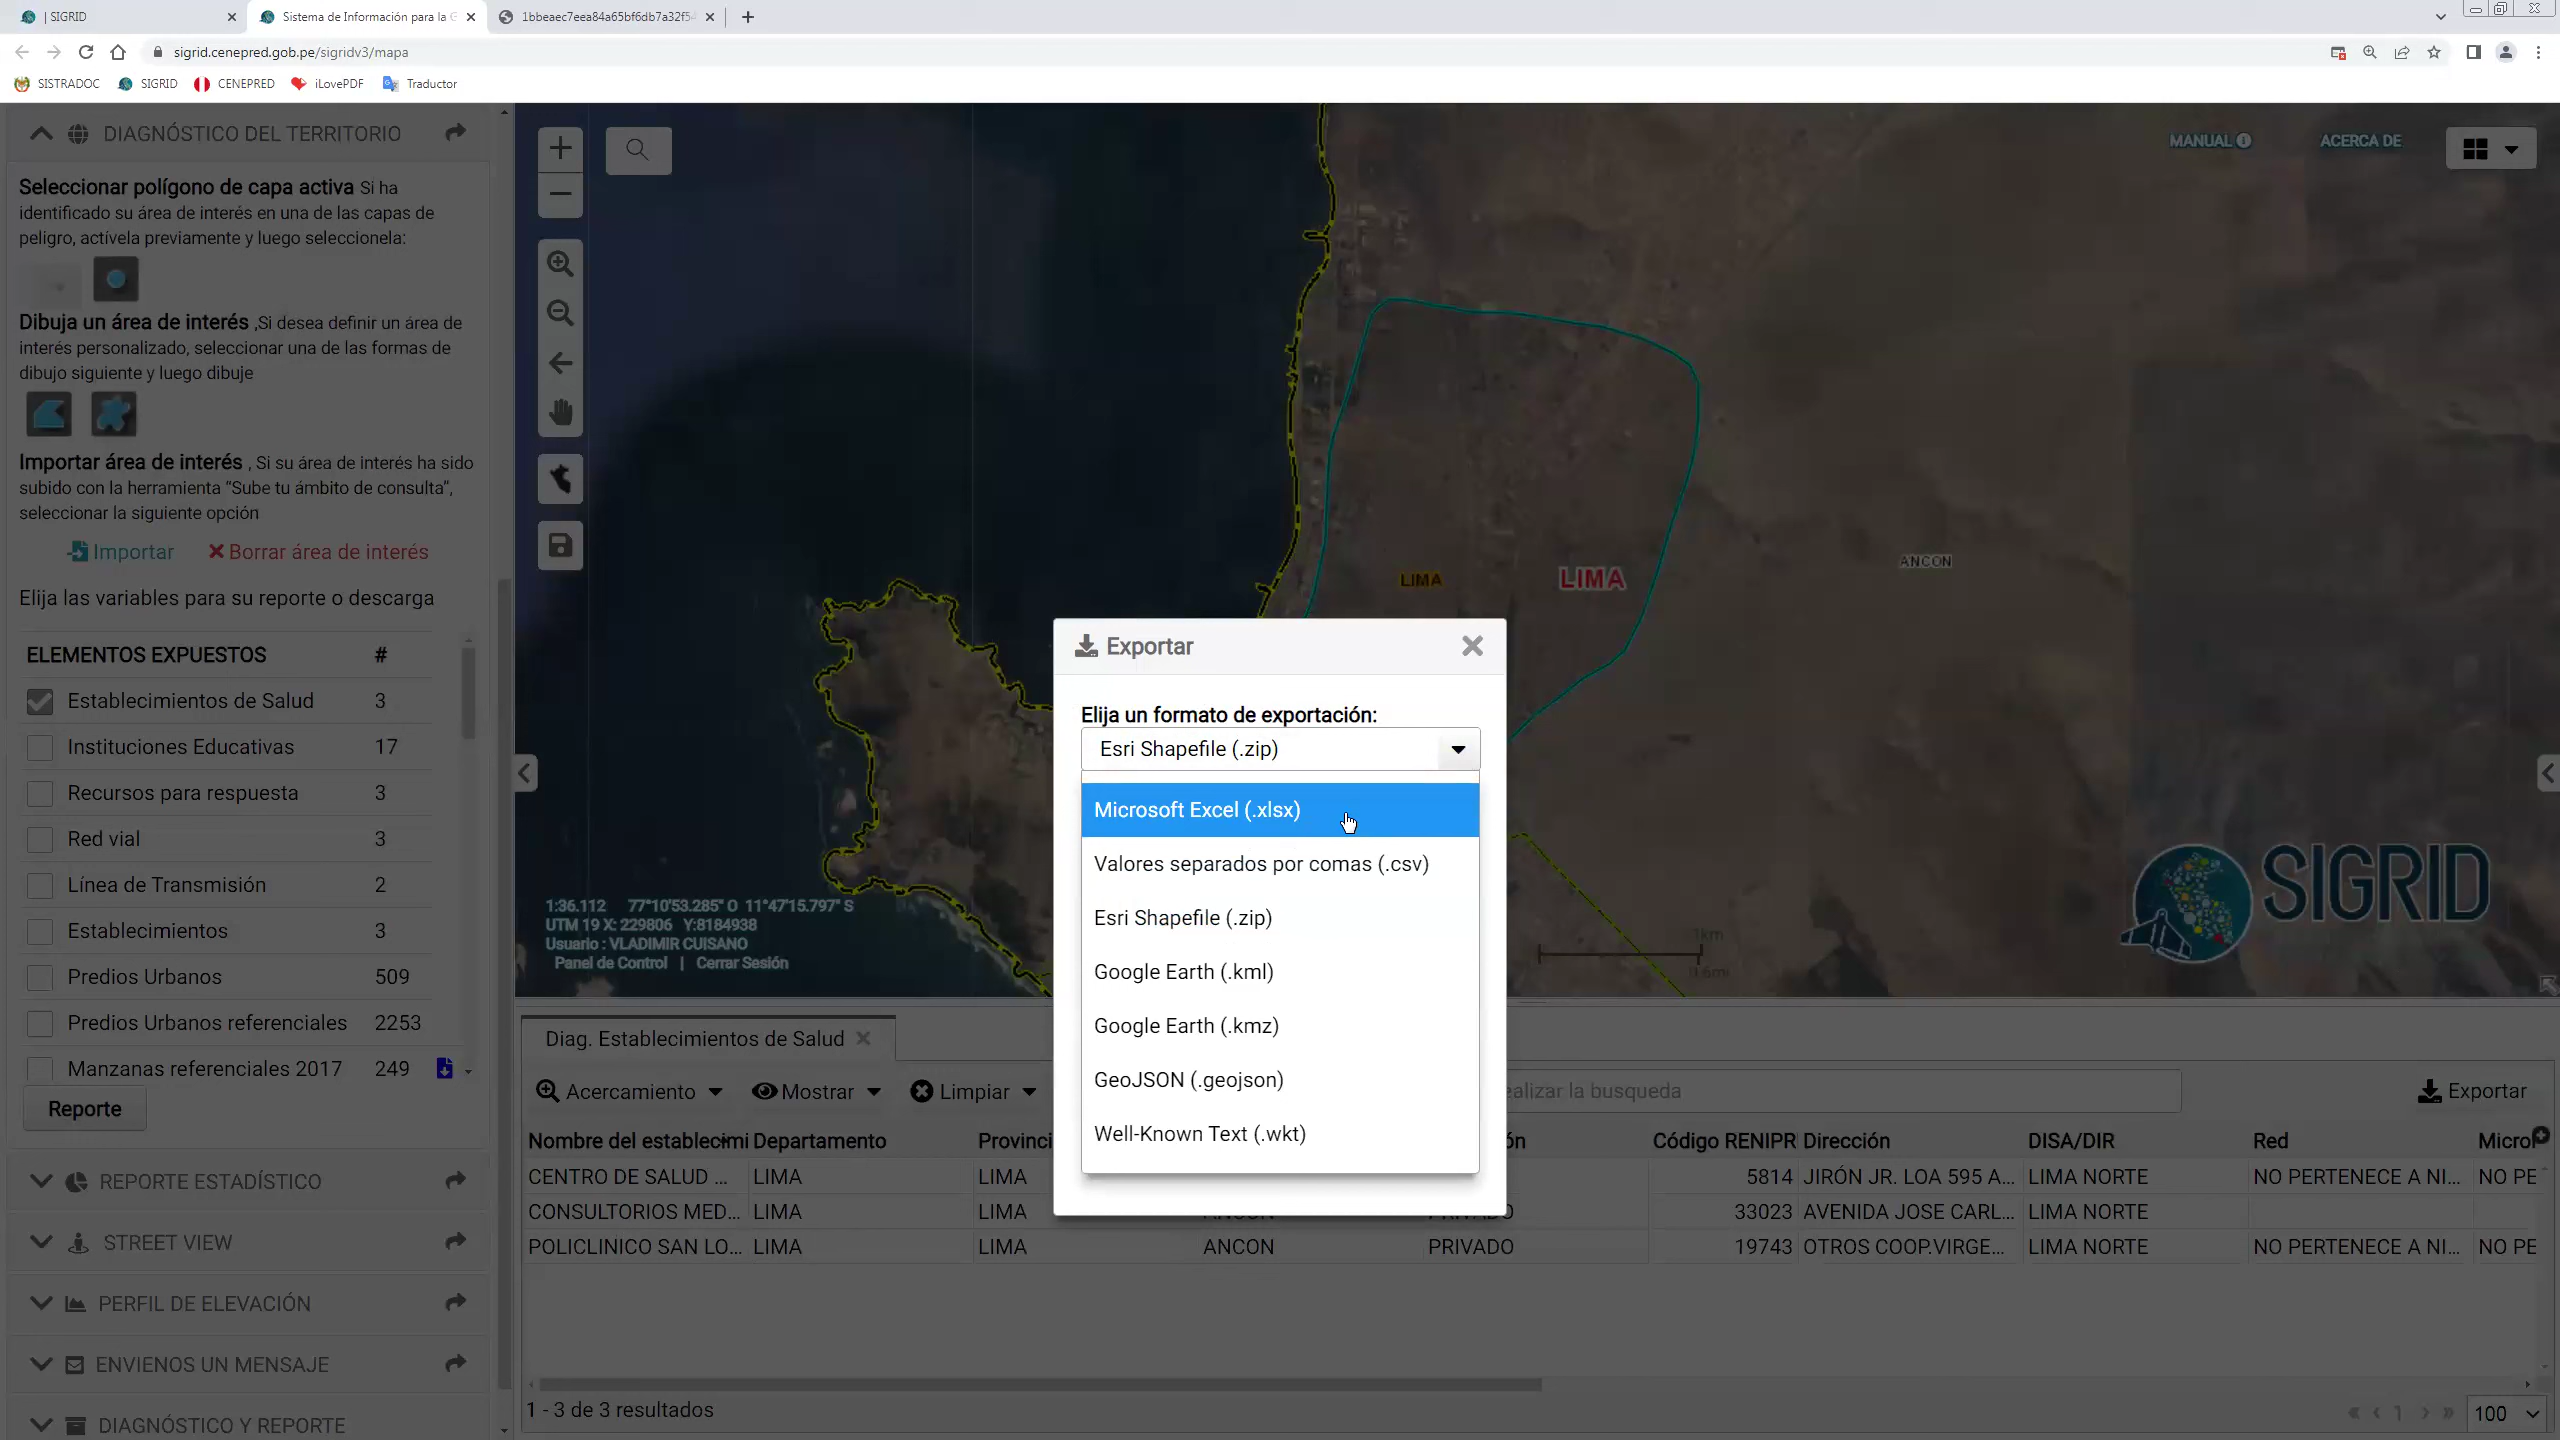 | SIGRID
Sistema de Información para la G
1bbeaec7eea84a65bf6db7a32f54
sigrid.cenepred.gob.pe/sigridv3/mapa
SISTRADOC
SIGRID
CENEPRED
iLovePDF
Traductor
DIAGNÓSTICO DEL TERRITORIO
Seleccionar polígono de capa activa Si ha
identificado su área de interés en una de las capas de
peligro, actívela previamente y luego seleccionela:
Dibuja un área de interés ,Si desea definir un área de
interés personalizado, seleccionar una de las formas de
dibujo siguiente y luego dibuje
Importar área de interés , Si su área de interés ha sido
subido con la herramienta “Sube tu ámbito de consulta”,
seleccionar la siguiente opción
Importar
Borrar área de interés
Elija las variables para su reporte o descarga
ELEMENTOS EXPUESTOS #
Establecimientos de Salud 3
Instituciones Educativas 17
Recursos para respuesta 3
Red vial 3
Línea de Transmisión 2
Establecimientos 3
Predios Urbanos 509
Predios Urbanos referenciales 2253
Manzanas referenciales 2017 249
Reporte
REPORTE ESTADÍSTICO
STREET VIEW
PERFIL DE ELEVACIÓN
ENVIENOS UN MENSAJE
DIAGNÓSTICO Y REPORTE
MANUAL
ACERCA DE
LIMA
LIMA
ANCON
SIGRID
1km
0.6mi
1:36.112 77°10'53.285" O 11°47'15.797" S
UTM 19 X: 229806 Y:8184938
Usuario : VLADIMIR CUISANO
Panel de Control | Cerrar Sesión
Exportar
Elija un formato de exportación:
Esri Shapefile (.zip)
Microsoft Excel (.xlsx)
Valores separados por comas (.csv)
Esri Shapefile (.zip)
Google Earth (.kml)
Google Earth (.kmz)
GeoJSON (.geojson)
Well-Known Text (.wkt)
Diag. Establecimientos de Salud
Acercamiento
Mostrar
Limpiar
ealizar la busqueda
Exportar
Nombre del establecimi Departamento Provinci ón Código RENIPR Dirección DISA/DIR Red Microl
CENTRO DE SALUD ... LIMA LIMA 5814 JIRÓN JR. LOA 595 A... LIMA NORTE NO PERTENECE A NI... NO PE
CONSULTORIOS MED... LIMA LIMA ANCON PRIVADO 33023 AVENIDA JOSE CARL... LIMA NORTE
POLICLINICO SAN LO... LIMA LIMA ANCON PRIVADO 19743 OTROS COOP.VIRGE... LIMA NORTE NO PERTENECE A NI... NO PE
1 - 3 de 3 resultados
1
100